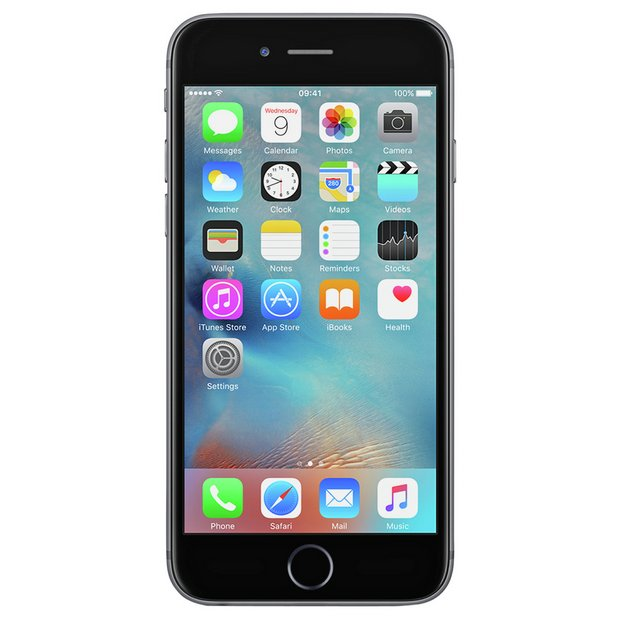 09:41 100%
Wednesday
9
Messages Calendar Photos Camera
280
Weather Clock Maps Videos
Wallet Notes Reminders Stocks
iTunes Store App Store iBooks Health
Settings
Phone Safari Mail Music